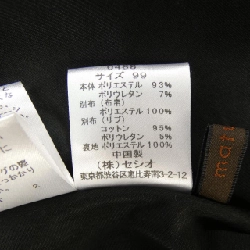 0488
サイズ 99
本体 ポリエステル 93%
ポリウレタン 7%
別布 (布帛)
ポリエステル100%
別布 (リブ)
コットン 95%
ポリウレタン 5%
裏地 ポリエステル 100%
中国製
(株) セシオ
東京都渋谷区恵比寿南3-2-12